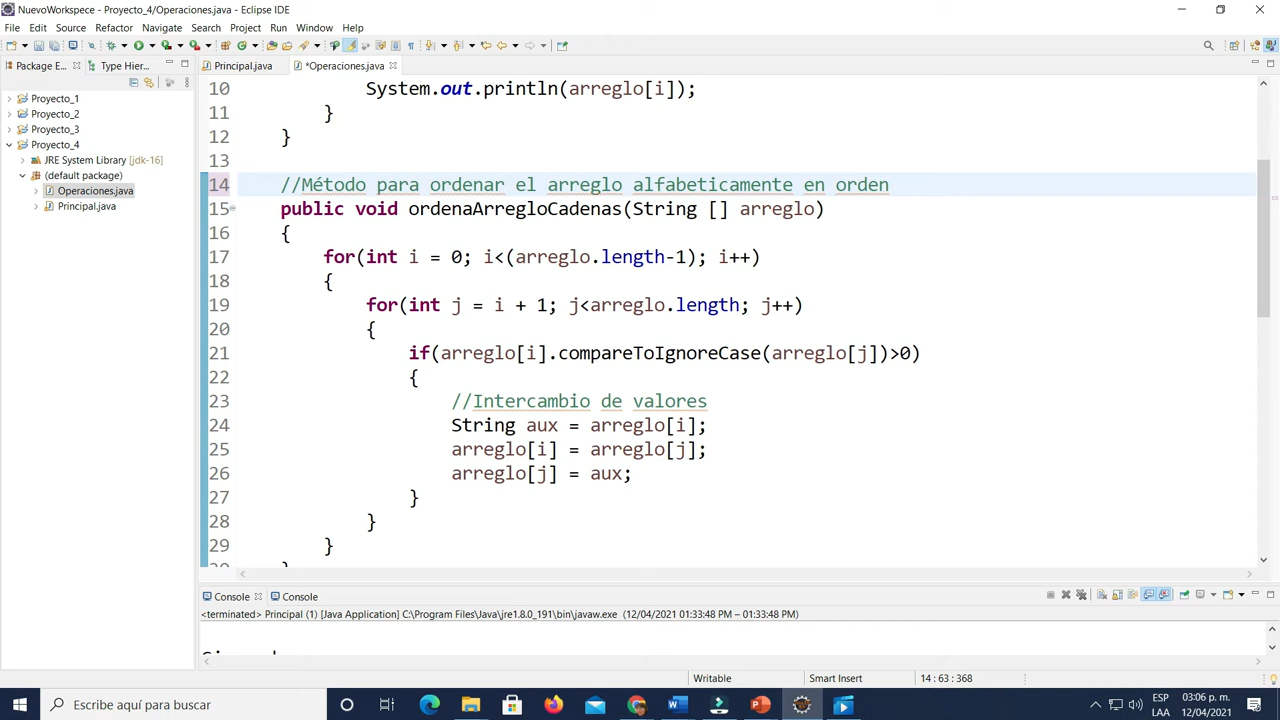 NuevoWorkspece - Proyecto_4/Operaciones.java - Eclipse IDE
File Edit Source Refactor Navigate Search Project Run Window Help
Package E... Type Hier... Principal.java *Operaciones.java
Proyecto_1
Proyecto_2
Proyecto_3
Proyecto_4
JRE System Library [jdk-16]
(default package)
Operaciones.java
Principal.java
10 System.out.println(arreglo[i]);
11 }
12 }
13
14 //Método para ordenar el arreglo alfabeticamente en orden
15 public void ordenaArregloCadenas(String [] arreglo)
16 {
17 for(int i = 0; i<(arreglo.length-1); i++)
18 {
19 for(int j = i + 1; j<arreglo.length; j++)
20 {
21 if(arreglo[i].compareToIgnoreCase(arreglo[j])>0)
22 {
23 //Intercambio de valores
24 String aux = arreglo[i];
25 arreglo[i] = arreglo[j];
26 arreglo[j] = aux;
27 }
28 }
29 }
Console Console
<terminated> Principal (1) [Java Application] C:\Program Files\Java\jre1.8.0_191\bin\javaw.exe (12/04/2021 01:33:48 PM – 01:33:48 PM)
Writable Smart Insert 14 : 63 : 368
Escribe aquí para buscar
ESP 03:06 p. m.
LAA 12/04/2021